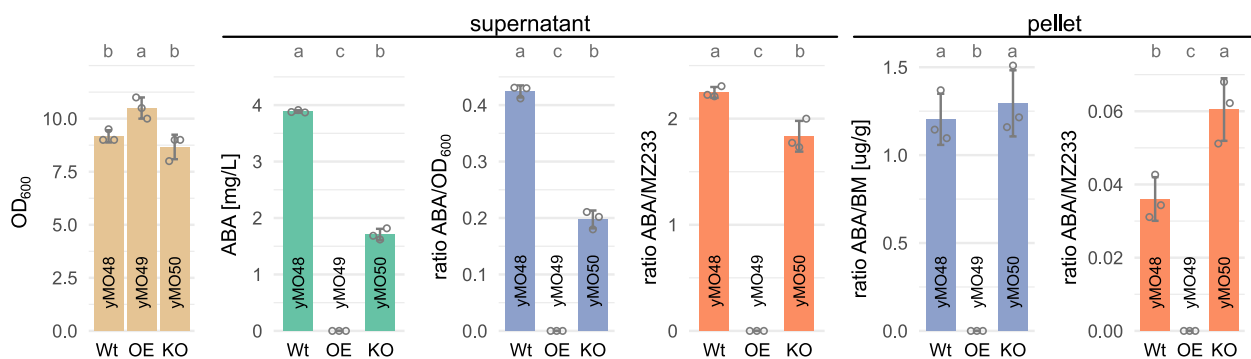 supernatant
pellet
b a b
a c b
a c b
a c b
a b a
b c a
OD600
10.0
7.5
5.0
2.5
0.0
yMO48
yMO49
yMO50
Wt OE KO
ABA [mg/L]
4
3
2
1
0
yMO48
yMO49
yMO50
Wt OE KO
ratio ABA/OD600
0.4
0.2
0.0
yMO48
yMO49
yMO50
Wt OE KO
ratio ABA/MZ233
2
1
0
yMO48
yMO49
yMO50
Wt OE KO
ratio ABA/BM [ug/g]
1.5
1.0
0.5
0.0
yMO48
yMO49
yMO50
Wt OE KO
ratio ABA/MZ233
0.06
0.04
0.02
0.00
yMO48
yMO49
yMO50
Wt OE KO